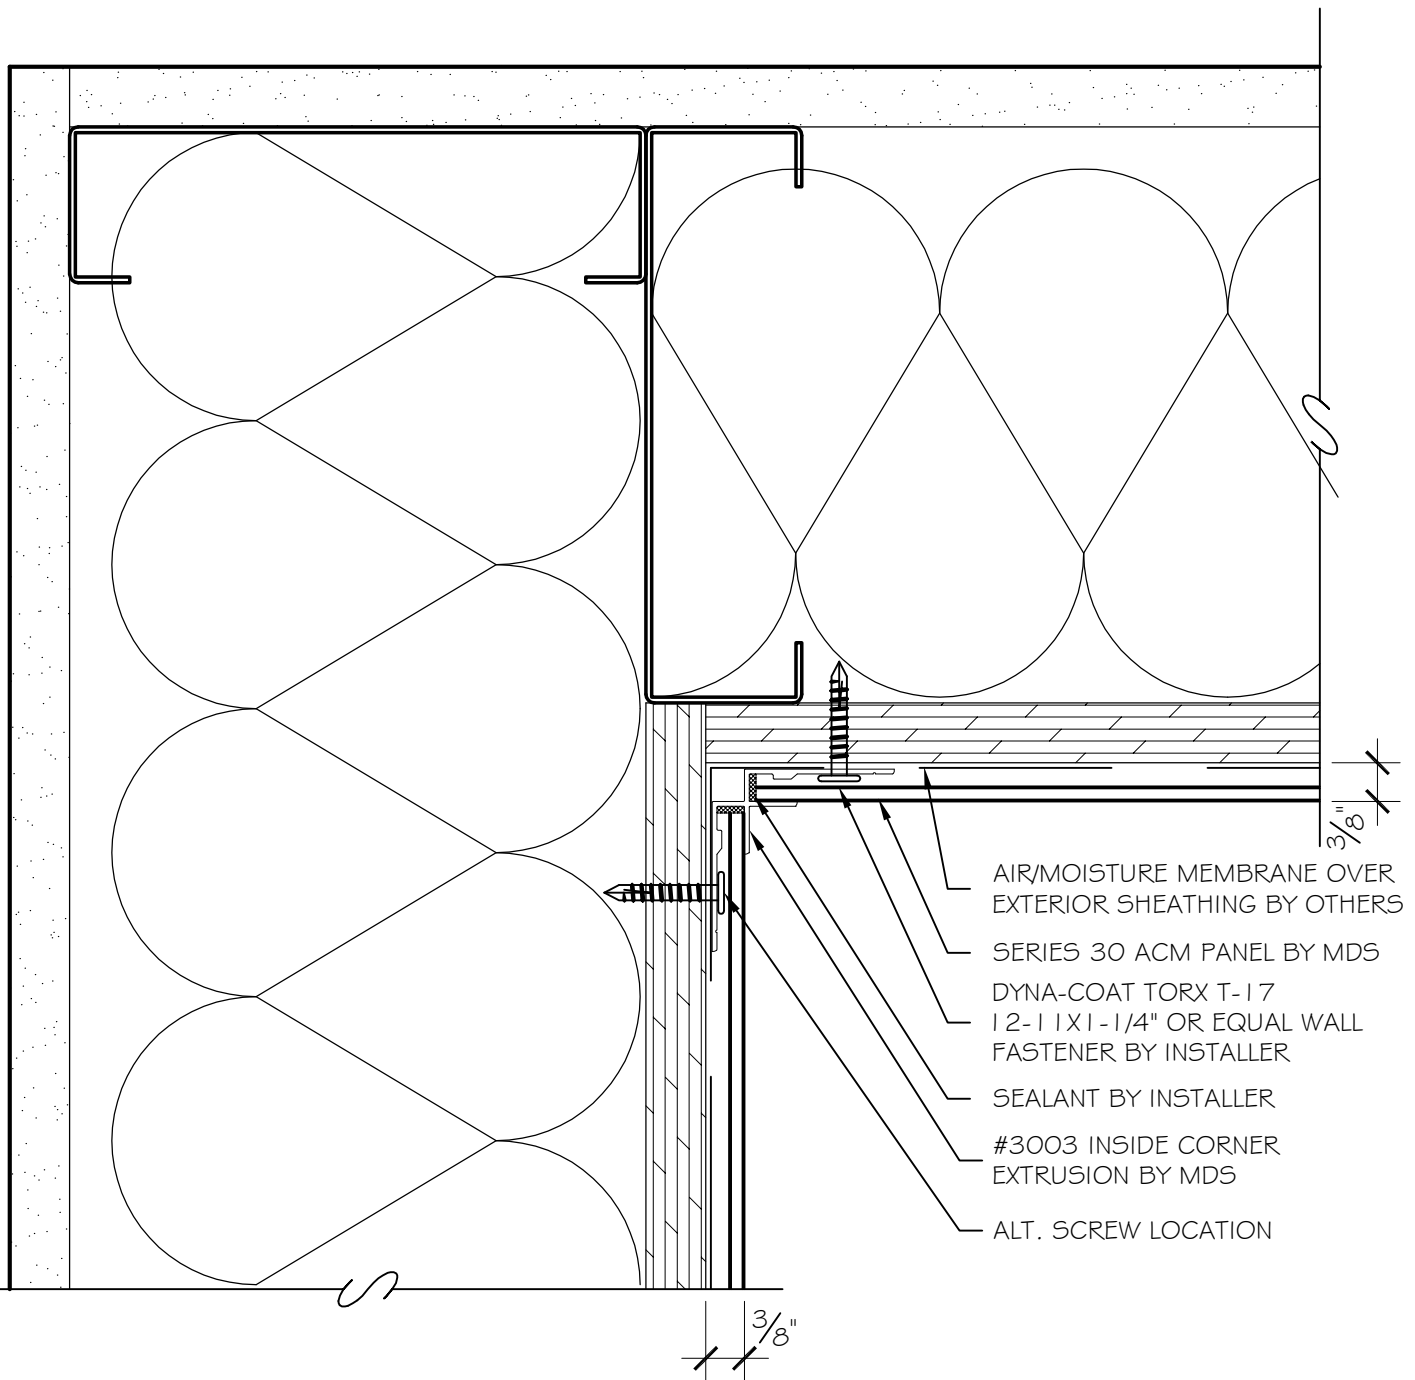 3/8"
AIR/MOISTURE MEMBRANE OVER
EXTERIOR SHEATHING BY OTHERS
SERIES 30 ACM PANEL BY MDS
DYNA-COAT TORX T-17
12-11X1-1/4" OR EQUAL WALL
FASTENER BY INSTALLER
SEALANT BY INSTALLER
#3003 INSIDE CORNER
EXTRUSION BY MDS
ALT. SCREW LOCATION
3/8"